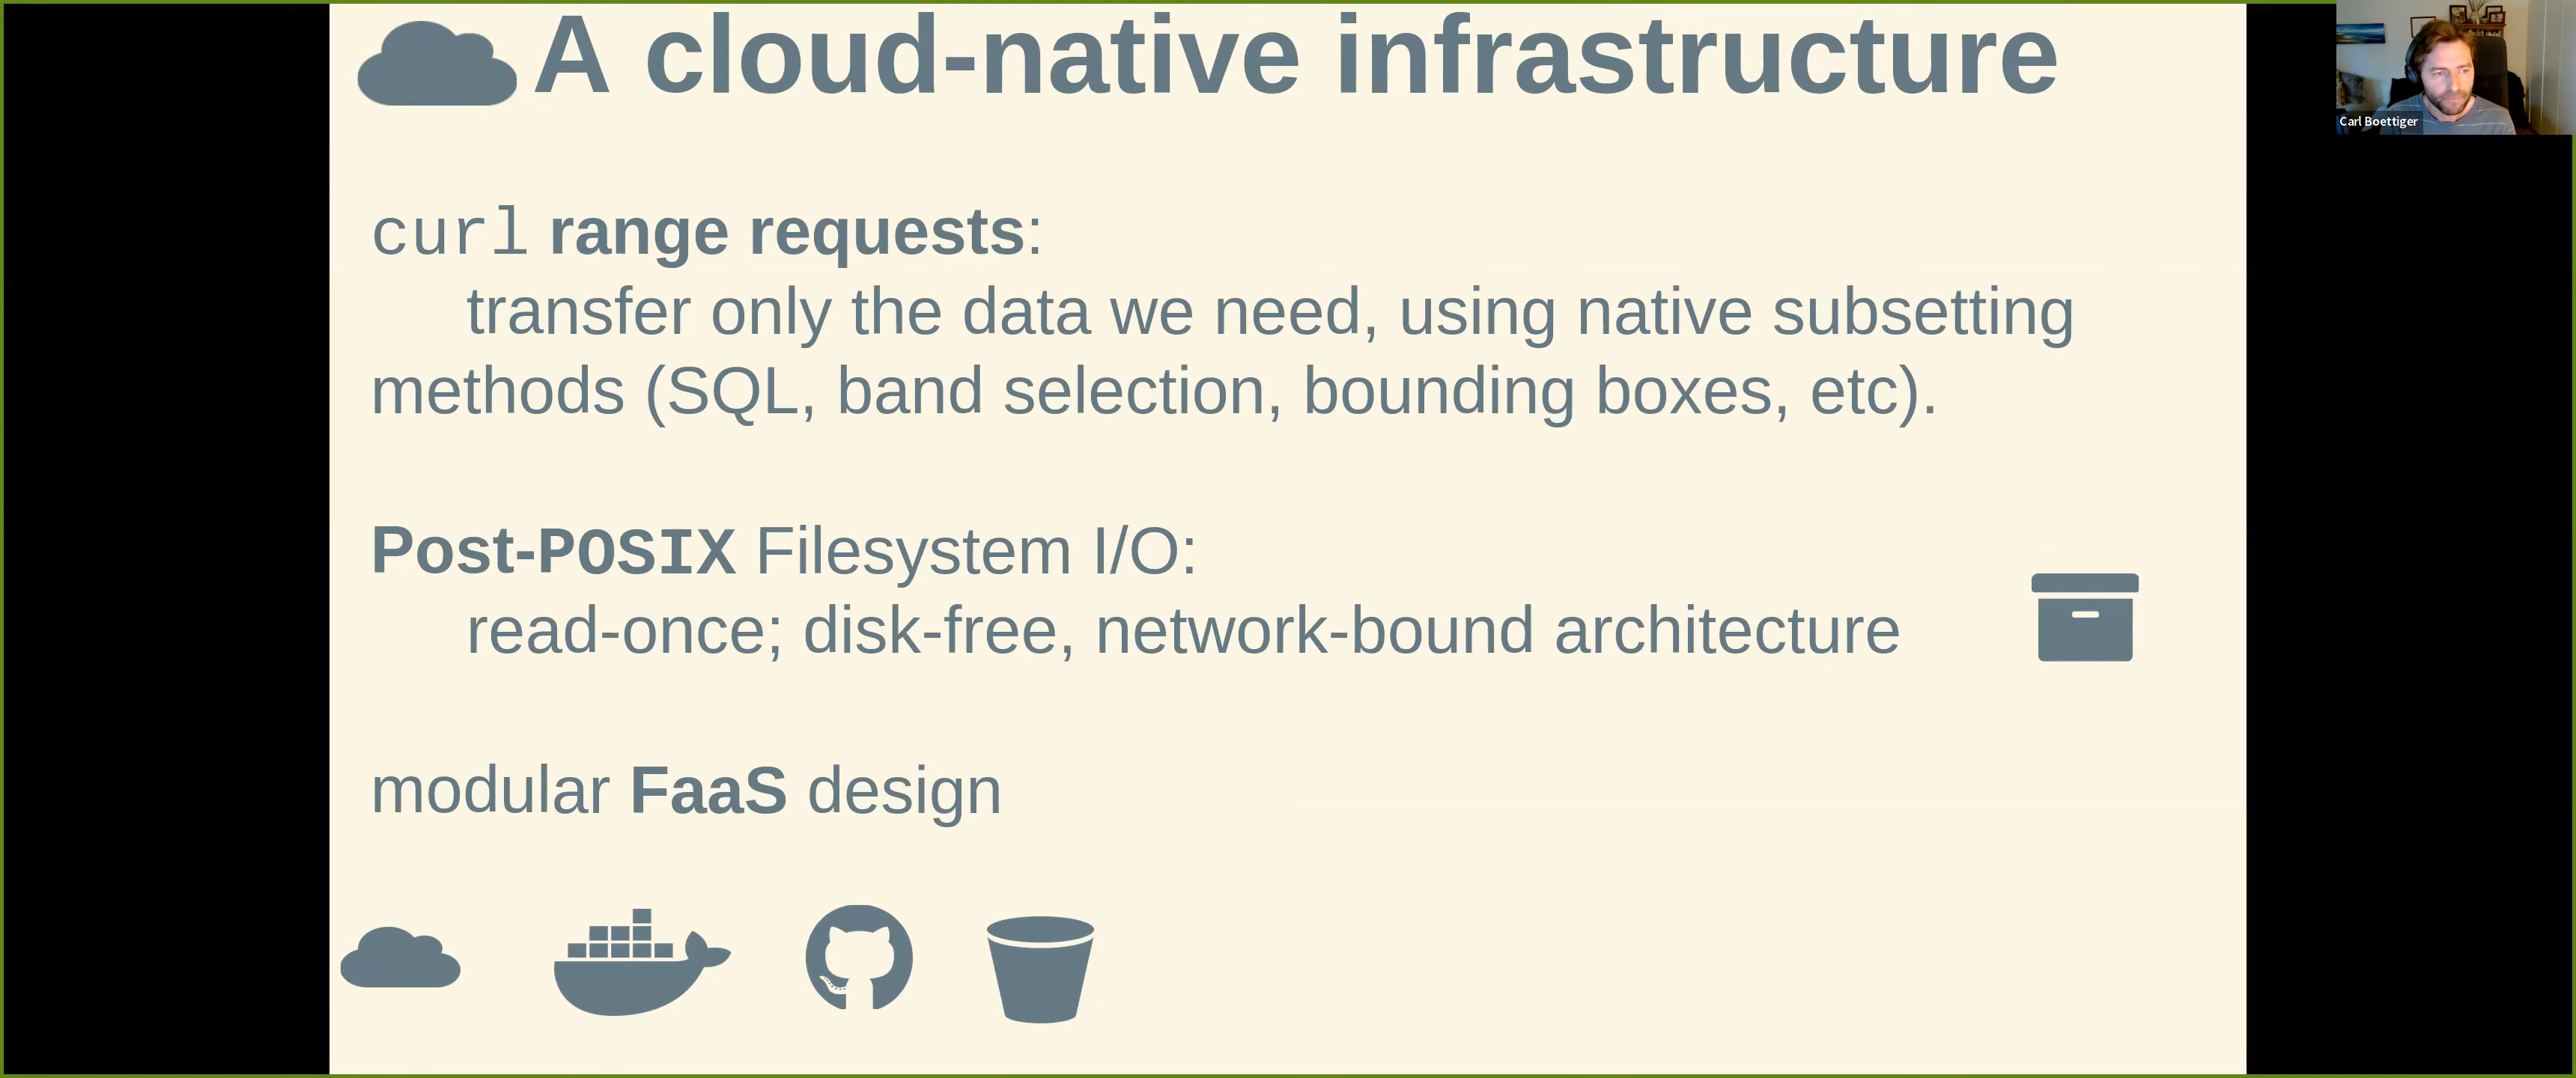 A cloud-native infrastructure
Carl Boettiger
curl range requests:
transfer only the data we need, using native subsetting
methods (SQL, band selection, bounding boxes, etc).
Post-POSIX Filesystem I/O:
read-once; disk-free, network-bound architecture
modular FaaS design